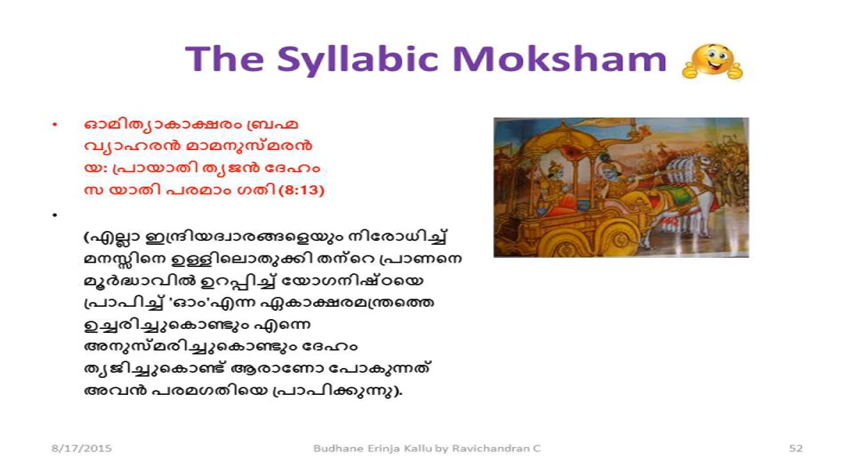 The Syllabic Moksham
• ഓമിത്യാകാക്ഷരം ബ്രഹ്മ
വ്യാഹരൻ മാമനുസ്മരൻ
യ: പ്രായാതി ത്യജൻ ദേഹം
സ യാതി പരമാം ഗതി (8:13)
•
(എല്ലാ ഇന്ദ്രിയദ്വാരങ്ങളെയും നിരോധിച്ച്
മനസ്സിനെ ഉള്ളിലൊതുക്കി തന്റെ പ്രാണനെ
മൂർദ്ധാവിൽ ഉറപ്പിച്ച് യോഗനിഷ്ഠയെ
പ്രാപിച്ച് 'ഓം'എന്ന ഏകാക്ഷരമന്ത്രത്തെ
ഉച്ചരിച്ചുകൊണ്ടും എന്നെ
അനുസ്മരിച്ചുകൊണ്ടും ദേഹം
ത്യജിച്ചുകൊണ്ട് ആരാണോ പോകുന്നത്
അവൻ പരമഗതിയെ പ്രാപിക്കുന്നു).
8/17/2015 Budhane Erinja Kallu by Ravichandran C 52